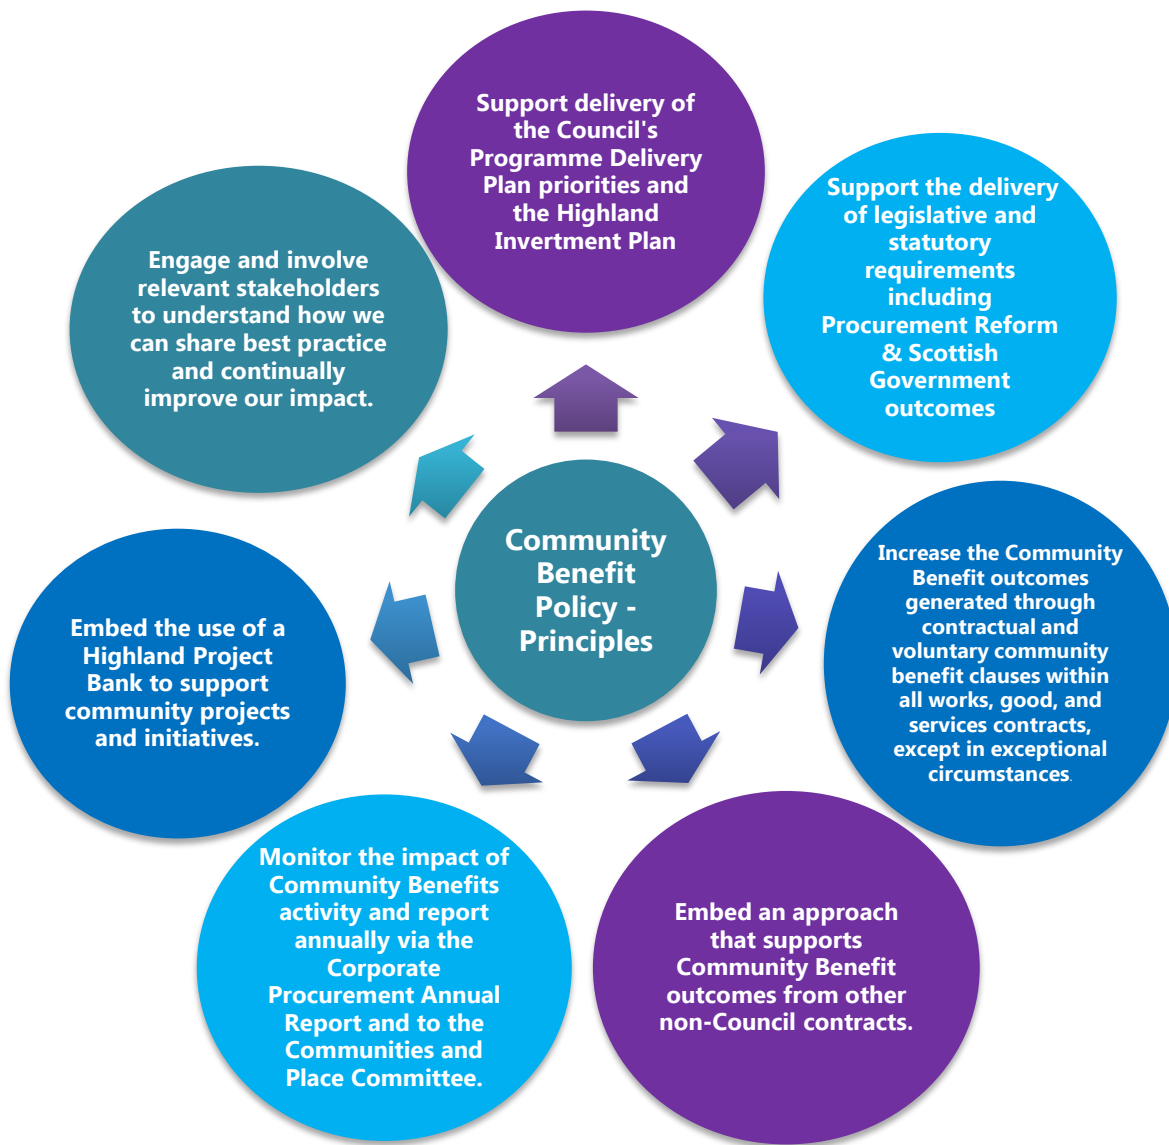 Support delivery of
the Council's
Programme Delivery
Plan priorities and
the Highland
Invertment Plan
Support the delivery
of legislative and
statutory
requirements
including
Procurement Reform
& Scottish
Government
outcomes
Increase the Community
Benefit outcomes
generated through
contractual and
voluntary community
benefit clauses within
all works, good, and
services contracts,
except in exceptional
circumstances.
Embed an approach
that supports
Community Benefit
outcomes from other
non-Council contracts.
Monitor the impact of
Community Benefits
activity and report
annually via the
Corporate
Procurement Annual
Report and to the
Communities and
Place Committee.
Embed the use of a
Highland Project
Bank to support
community projects
and initiatives.
Engage and involve
relevant stakeholders
to understand how we
can share best practice
and continually
improve our impact.
Community
Benefit
Policy -
Principles